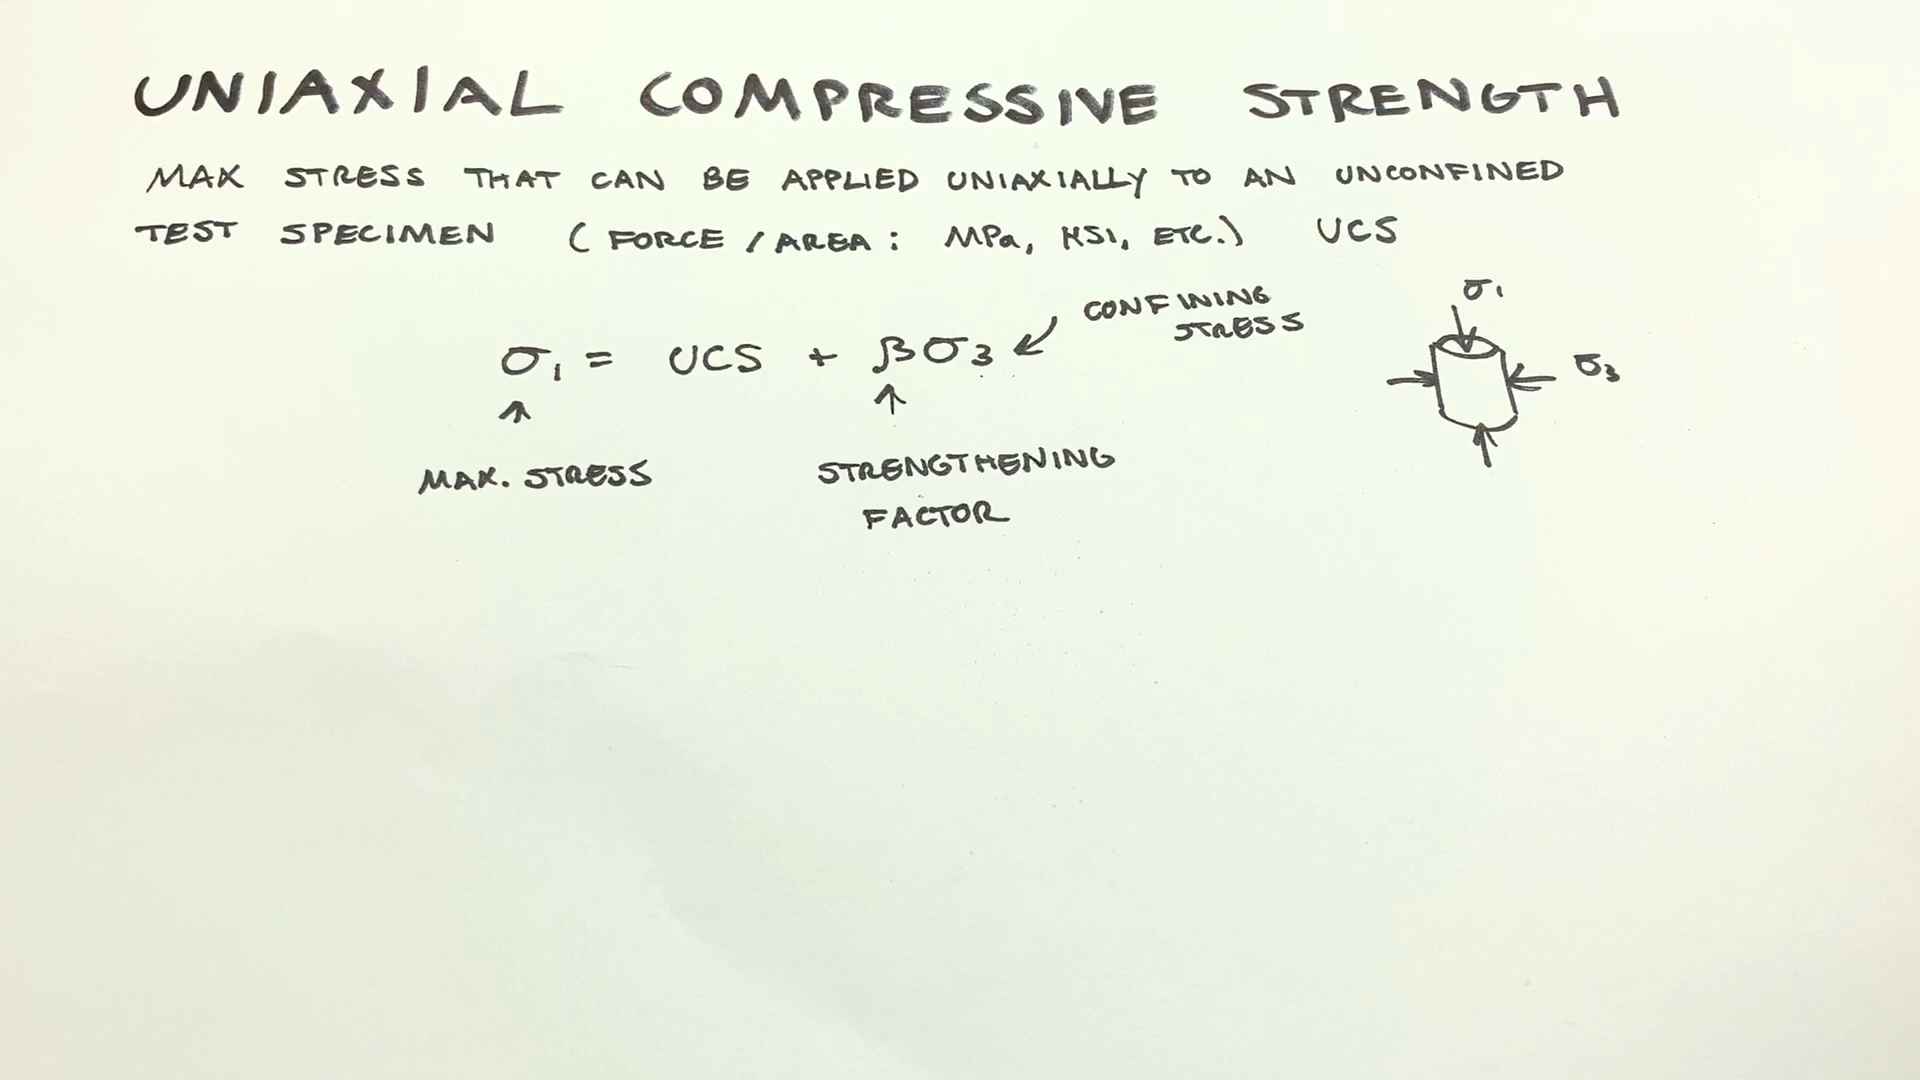 UNIAXIAL COMPRESSIVE STRENGTH
MAX STRESS THAT CAN BE APPLIED UNIAXIALLY TO AN UNCONFINED
TEST SPECIMEN (FORCE/AREA: MPa, KSI, ETC.) UCS
σ₁ = UCS + βσ₃
CONFINING
STRESS
MAX. STRESS
STRENGTHENING
FACTOR
σ₁
σ₃